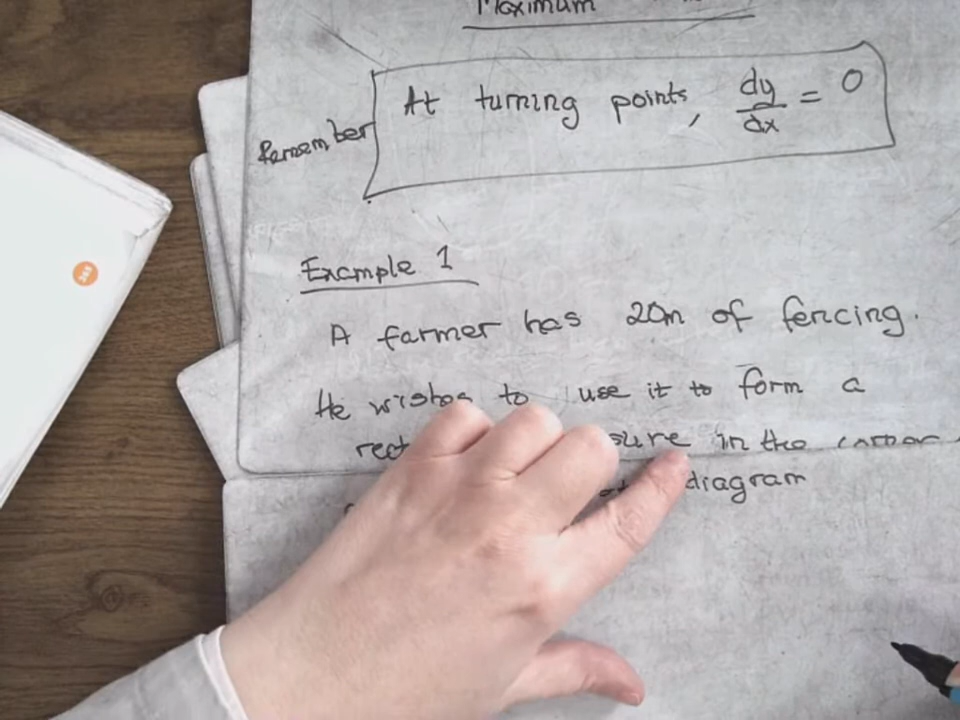 Maximum
Remember
At turning points, dy/dx = 0
Example 1
A farmer has 20m of fencing.
He wishes to use it to form a
in the corner
diagram